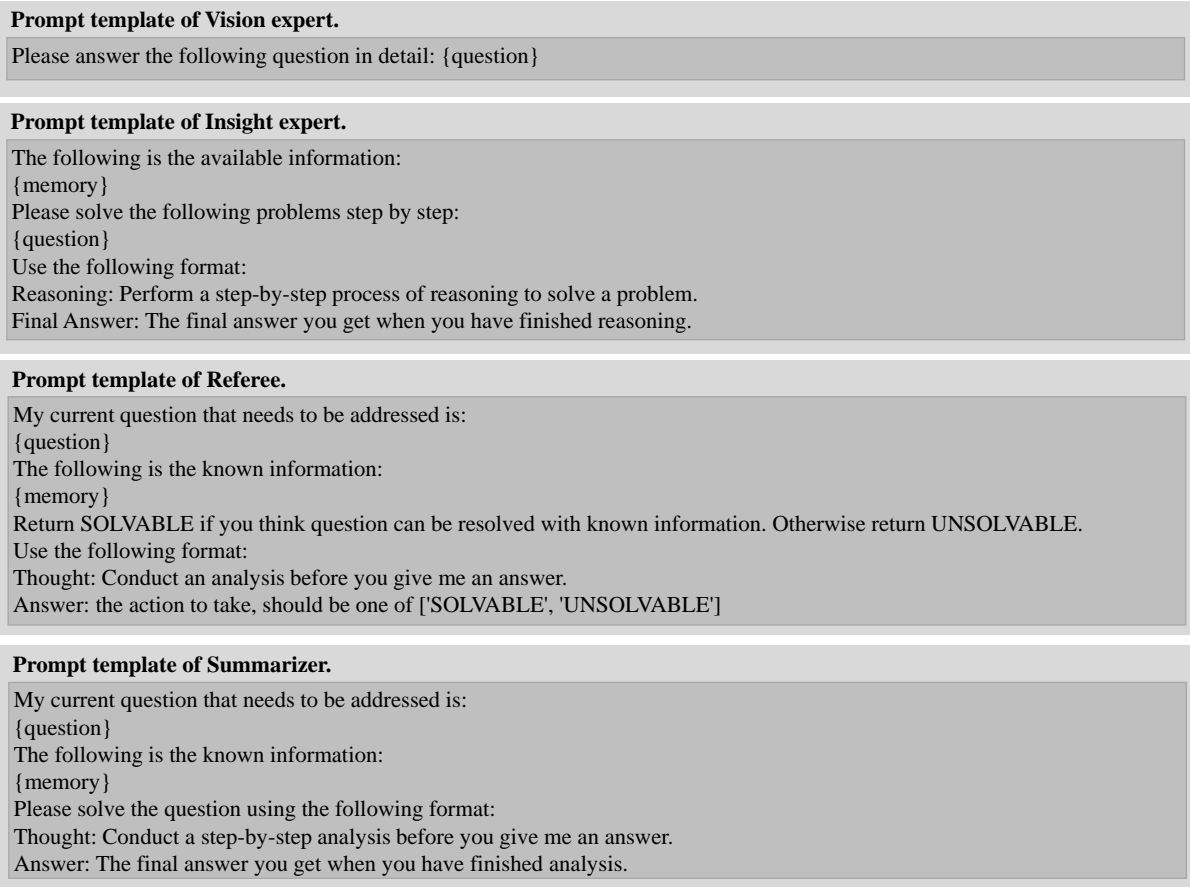 Prompt template of Vision expert.
Please answer the following question in detail: {question}
Prompt template of Insight expert.
The following is the available information:
{memory}
Please solve the following problems step by step:
{question}
Use the following format:
Reasoning: Perform a step-by-step process of reasoning to solve a problem.
Final Answer: The final answer you get when you have finished reasoning.
Prompt template of Referee.
My current question that needs to be addressed is:
{question}
The following is the known information:
{memory}
Return SOLVABLE if you think question can be resolved with known information. Otherwise return UNSOLVABLE.
Use the following format:
Thought: Conduct an analysis before you give me an answer.
Answer: the action to take, should be one of ['SOLVABLE', 'UNSOLVABLE']
Prompt template of Summarizer.
My current question that needs to be addressed is:
{question}
The following is the known information:
{memory}
Please solve the question using the following format:
Thought: Conduct a step-by-step analysis before you give me an answer.
Answer: The final answer you get when you have finished analysis.